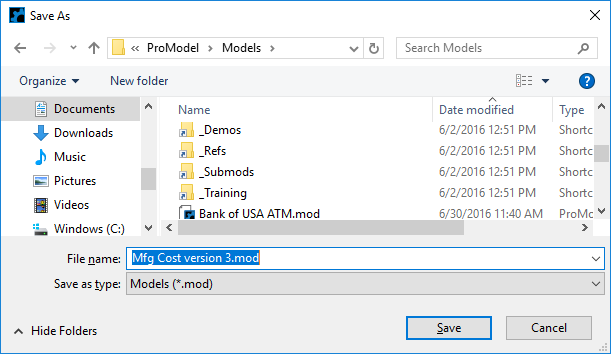 Save As
ProModel > Models >
Search Models
Organize
New folder
Documents
Downloads
Music
Pictures
Videos
Windows (C:)
Name Date modified Type
_Demos 6/2/2016 12:51 PM Shortc
_Refs 6/2/2016 12:51 PM Shortc
_Submods 6/2/2016 12:51 PM Shortc
_Training 6/2/2016 12:51 PM Shortc
Bank of USA ATM.mod 6/30/2016 11:40 AM ProMo
File name: Mfg Cost version 3.mod
Save as type: Models (*.mod)
Hide Folders
Save
Cancel